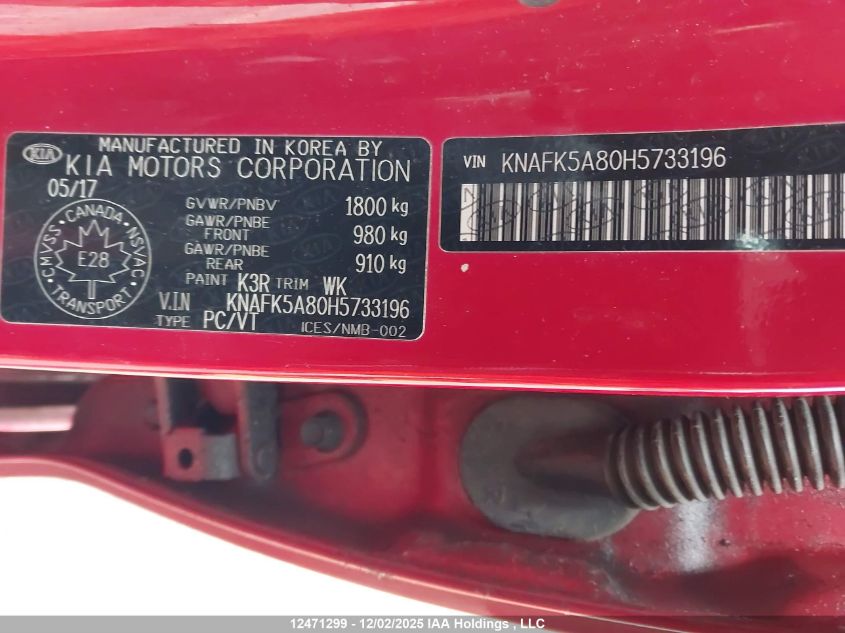 KIA
MANUFACTURED IN KOREA BY
KIA MOTORS CORPORATION
05/17
GVWR/PNBV 1800 kg
GAWR/PNBE
FRONT 980 kg
GAWR/PNBE
REAR 910 kg
PAINT K3R TRIM WK
V.I.N KNAFK5A80H5733196
TYPE PC/VT
ICES/NMB-002
CANADA
CMVSS NSVAC
E28
TRANSPORT
VIN KNAFK5A80H5733196
12471299 - 12/02/2025 IAA Holdings, LLC